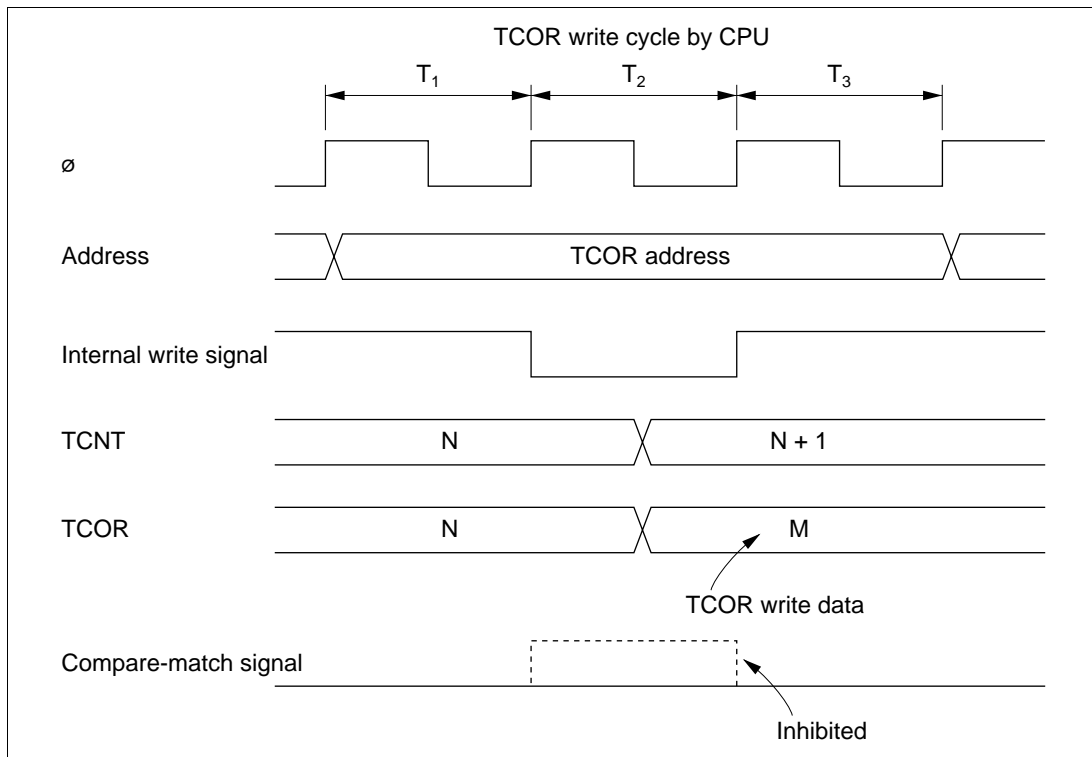 TCOR write cycle by CPU
T1 T2 T3
ø
Address TCOR address
Internal write signal
TCNT N N + 1
TCOR N M
TCOR write data
Compare-match signal
Inhibited